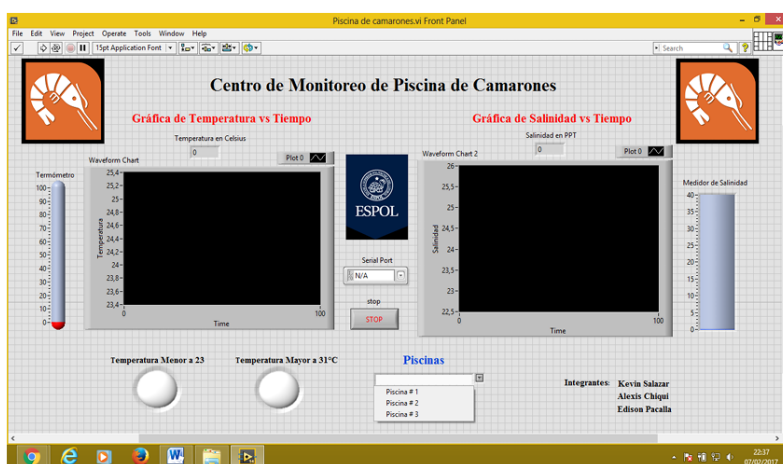 Piscina de camarones.vi Front Panel
File Edit View Project Operate Tools Window Help
15pt Application Font
Search
Centro de Monitoreo de Piscina de Camarones
Gráfica de Temperatura vs Tiempo
Gráfica de Salinidad vs Tiempo
Temperatura en Celsius
0
Salinidad en PPT
0
Waveform Chart
Plot 0
Waveform Chart 2
Plot 0
Termómetro
100
90
80
70
60
50
40
30
20
10
0
Temperatura
25,4
25,2
25
24,8
24,6
24,4
24,2
24
23,8
23,6
23,4
0
100
Time
ESPOL
Serial Port
N/A
stop
STOP
Salinidad
26
25,5
25
24,5
24
23,5
23
22,5
0
100
Time
Medidor de Salinidad
40
35
30
25
20
15
10
5
0
Temperatura Menor a 23
Temperatura Mayor a 31°C
Piscinas
Piscina # 1
Piscina # 2
Piscina # 3
Integrantes: Kevin Salazar
Alexis Chiqui
Edison Pacalla
22:37
07/02/2017